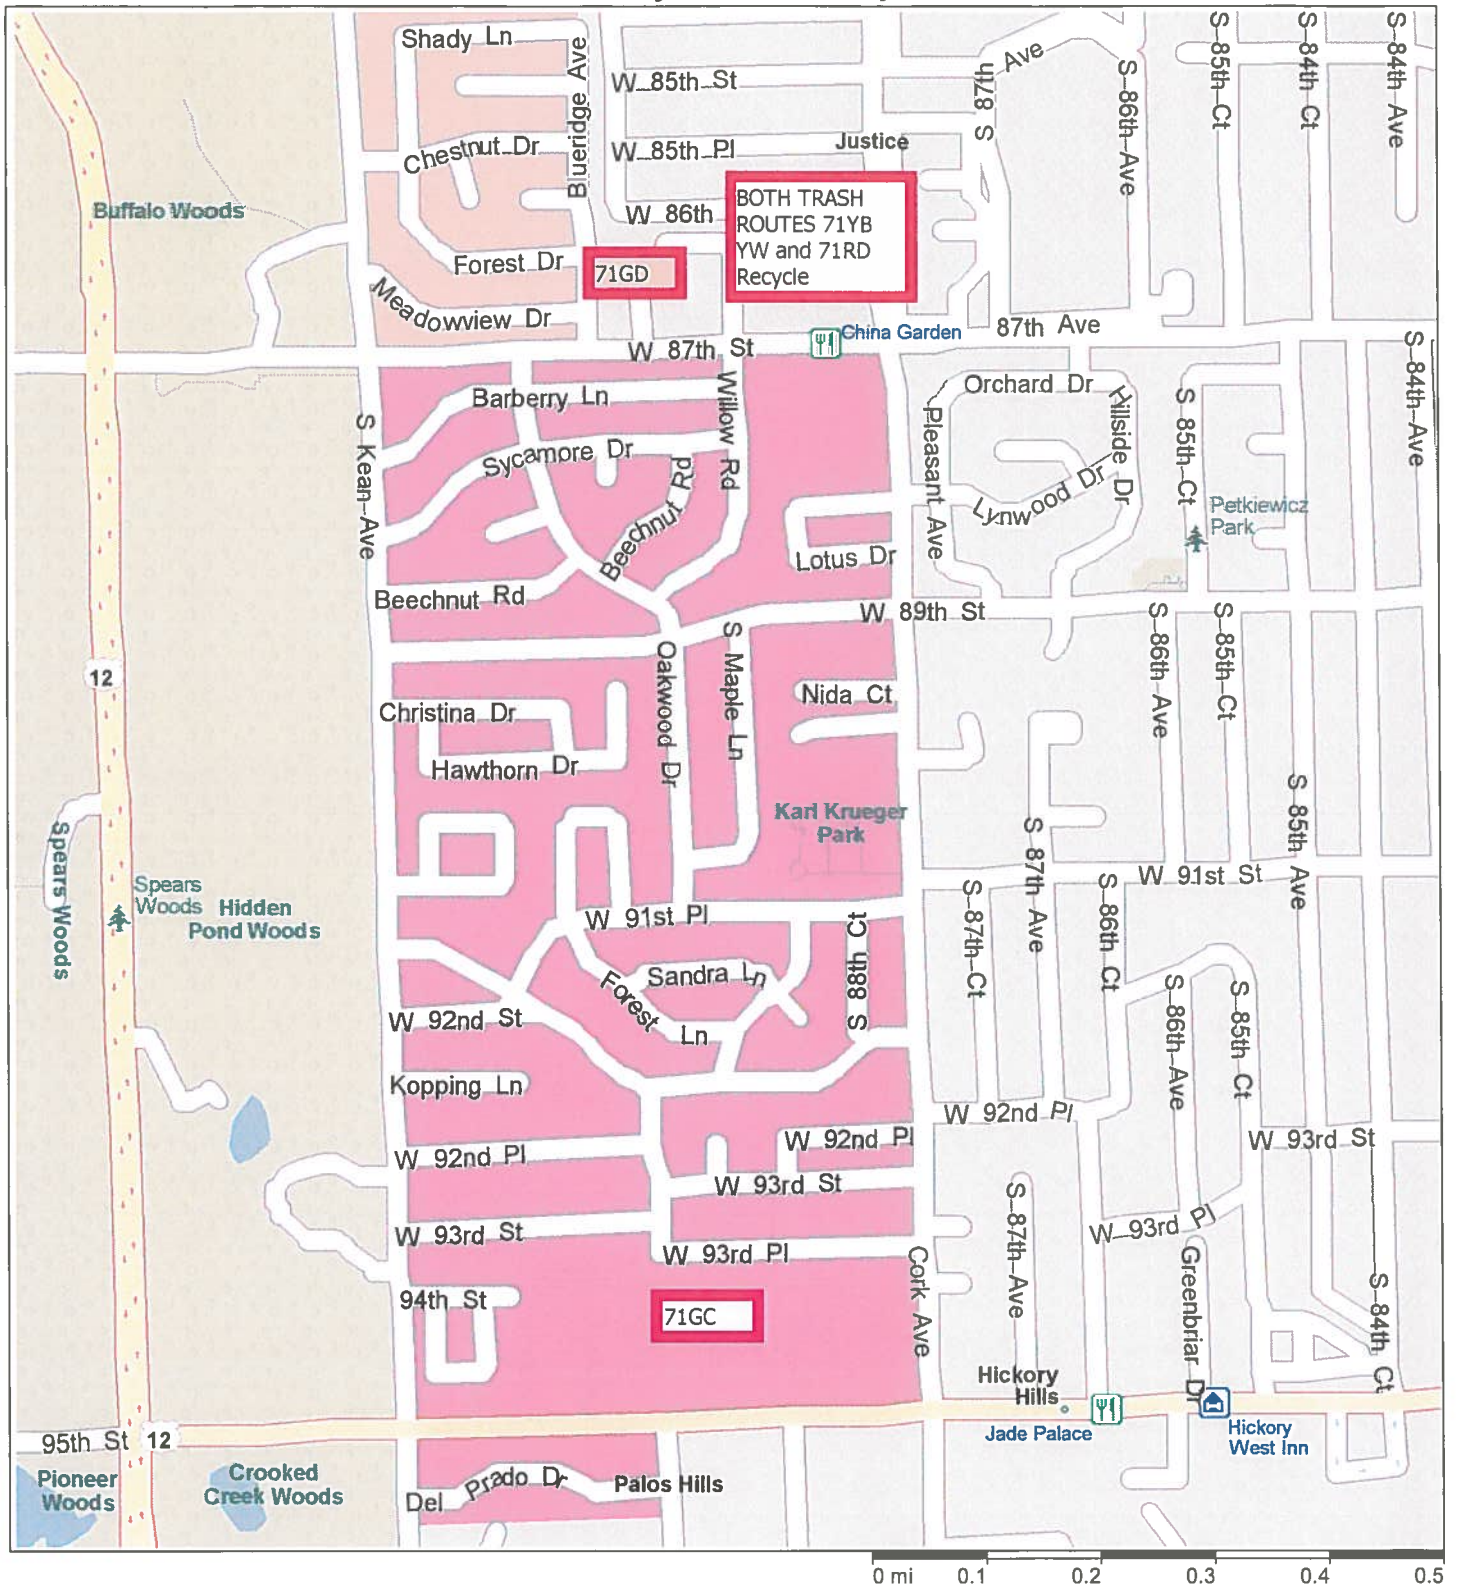 Shady Ln
Blueridge Ave
W 85th St
S 87th
Ave
S 86th Ave
S 85th Ct
S 84th Ct
S 84th Ave
Chestnut Dr
W 85th Pl
Justice
Buffalo Woods
W 86th
BOTH TRASH
ROUTES 71YB
YW and 71RD
Recycle
Forest Dr
71GD
Meadowview Dr
W 87th St
China Garden
87th Ave
S 84th Ave
Barberry Ln
Willow Rd
Orchard Dr
Hillside Dr
S 85th Ct
S Kean Ave
Sycamore Dr
Pleasant Ave
Lynwood Dr
Petkiewicz
Park
Beechnut Rd
Lotus Dr
Beechnut Rd
W 89th St
S 86th Ave
S 85th Ct
12
Oakwood Dr
S Maple Ln
Nida Ct
Christina Dr
Hawthorn Dr
Karl Krueger
Park
S 85th Ave
S 87th Ave
Spears Woods
Spears
Woods
Hidden
Pond Woods
W 91st St
W 91st Pl
S 88th Ct
S 87th Ct
S 86th Ct
Sandra Ln
Forest Ln
S 86th Ave
S 85th Ct
W 92nd St
Kopping Ln
W 92nd Pl
W 92nd Pl
W 93rd St
W 92nd Pl
W 93rd St
S 87th Ave
W 93rd St
W 93rd Pl
W 93rd Pl
Greenbriar Dr
Cork Ave
94th St
71GC
S 84th Ct
Hickory
Hills
Jade Palace
Hickory
West Inn
95th St
12
Pioneer
Woods
Crooked
Creek Woods
Del Prado Dr
Palos Hills
0 mi
0.1
0.2
0.3
0.4
0.5